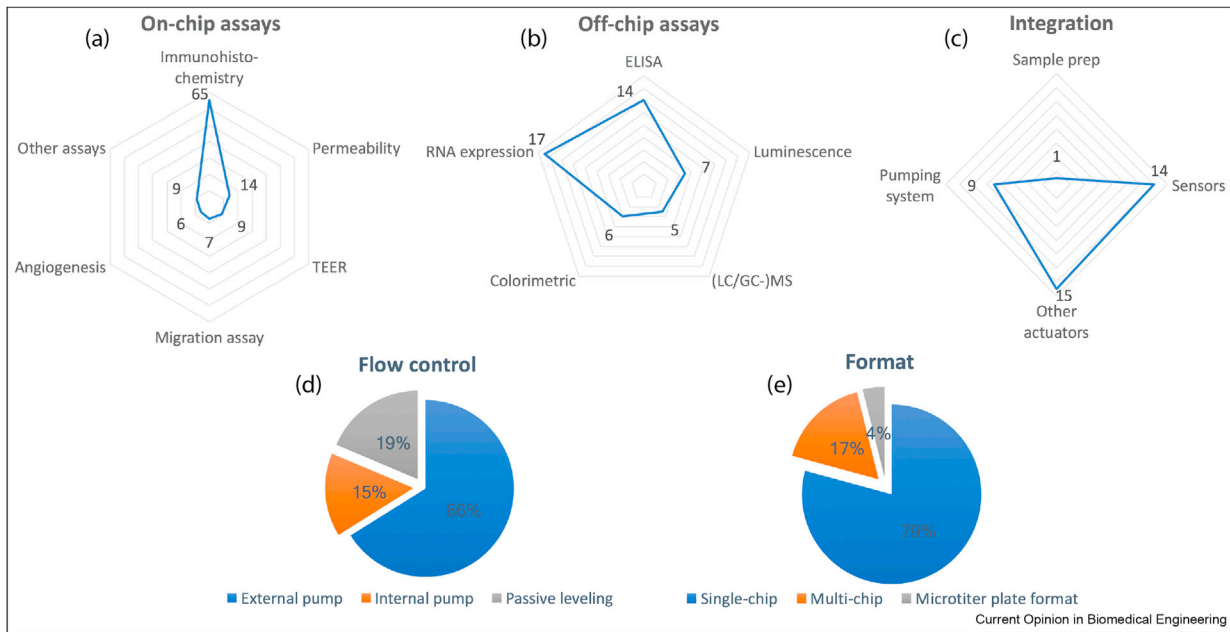 (a)
On-chip assays
Immunohisto-
chemistry
65
Other assays
Permeability
9
14
6
9
7
Angiogenesis
TEER
Migration assay
(b)
Off-chip assays
ELISA
14
17
RNA expression
7
Luminescence
6
5
Colorimetric
(LC/GC-)MS
(c)
Integration
Sample prep
1
Pumping
system
9
14
Sensors
15
Other
actuators
(d)
Flow control
19%
15%
66%
External pump
Internal pump
Passive leveling
(e)
Format
4%
17%
79%
Single-chip
Multi-chip
Microtiter plate format
Current Opinion in Biomedical Engineering